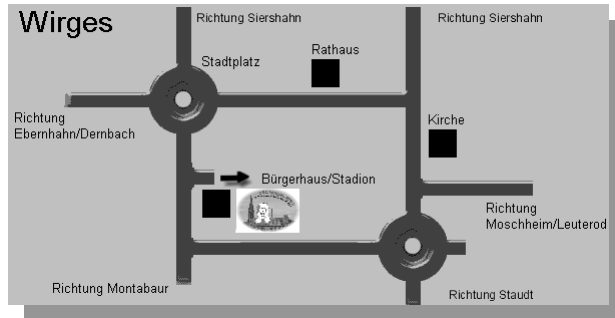 Wirges
Richtung Siershahn
Richtung Siershahn
Rathaus
Stadtplatz
Richtung
Ebernhahn/Dernbach
Kirche
Bürgerhaus/Stadion
Richtung
Moschheim/Leuterod
Richtung Montabaur
Richtung Staudt